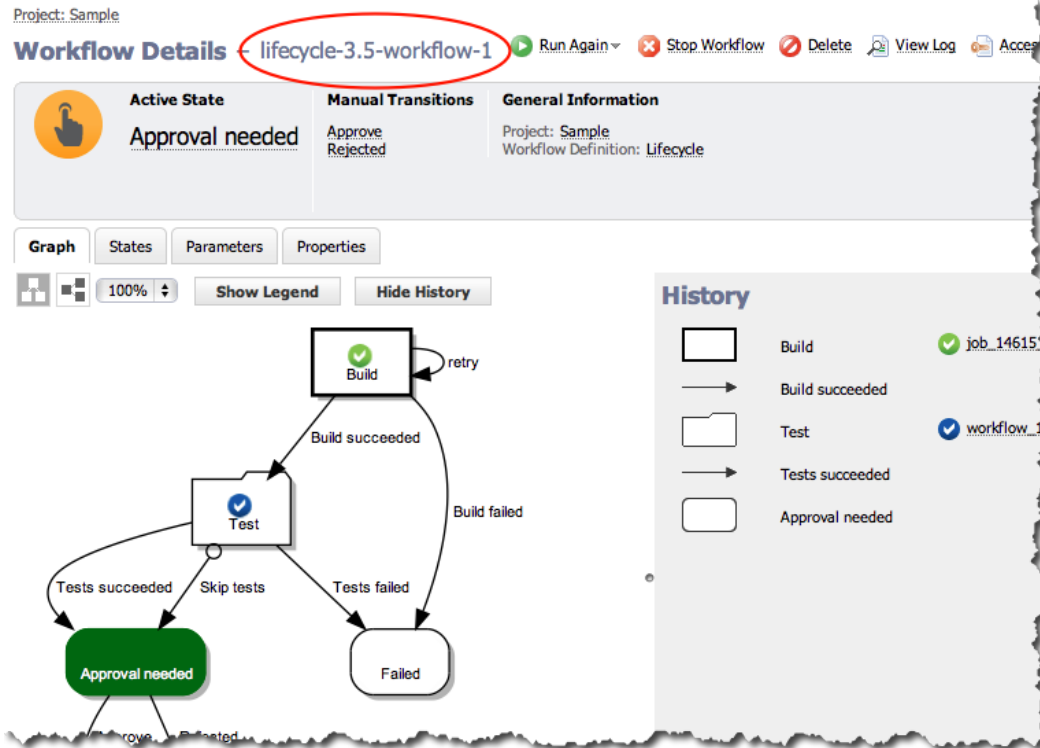 Project: Sample
Workflow Details - lifecycle-3.5-workflow-1 Run Again Stop Workflow Delete View Log
Active State Manual Transitions General Information
Approval needed Approve Project: Sample
Rejected Workflow Definition: Lifecycle
Graph States Parameters Properties
100% Show Legend Hide History
History
Build job_14615
Build succeeded
Test workflow_1
Tests succeeded
Approval needed
Build
retry
Build succeeded
Test
Build failed
Tests succeeded Skip tests Tests failed
Approval needed Failed